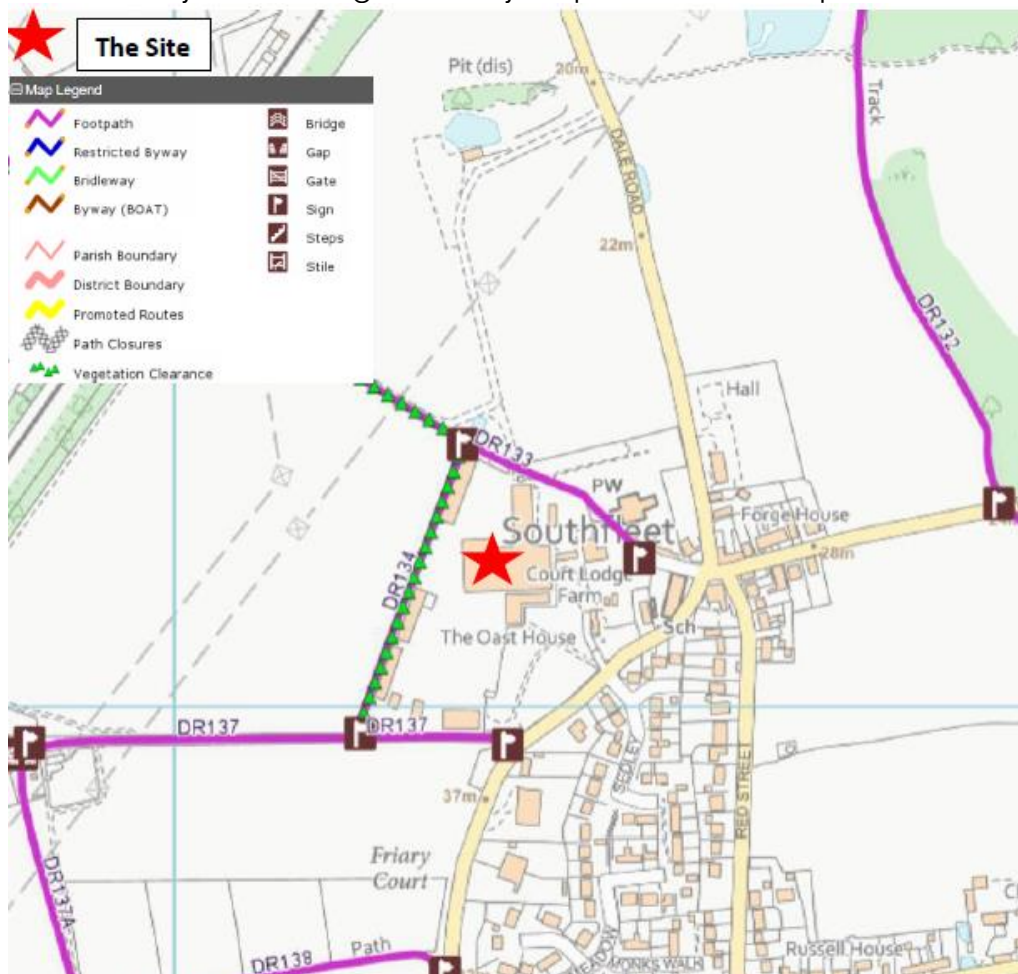 The Site
Map Legend
Footpath
Restricted Byway
Bridleway
Byway (BOAT)
Parish Boundary
District Boundary
Promoted Routes
Path Closures
Vegetation Clearance
Bridge
Gap
Gate
Sign
Steps
Stile
Pit (dis)
20m
Track
DALE ROAD
22m
DR132
Hall
DR133
PW
Southfleet
Forge House
28m
Court Lodge
Farm
DR134
Sch
The Oast House
DR137
DR137
SEDLEY
RED STREET
37m
Friary
Court
DR137A
DR138
Path
MONKS WALK
Russell House